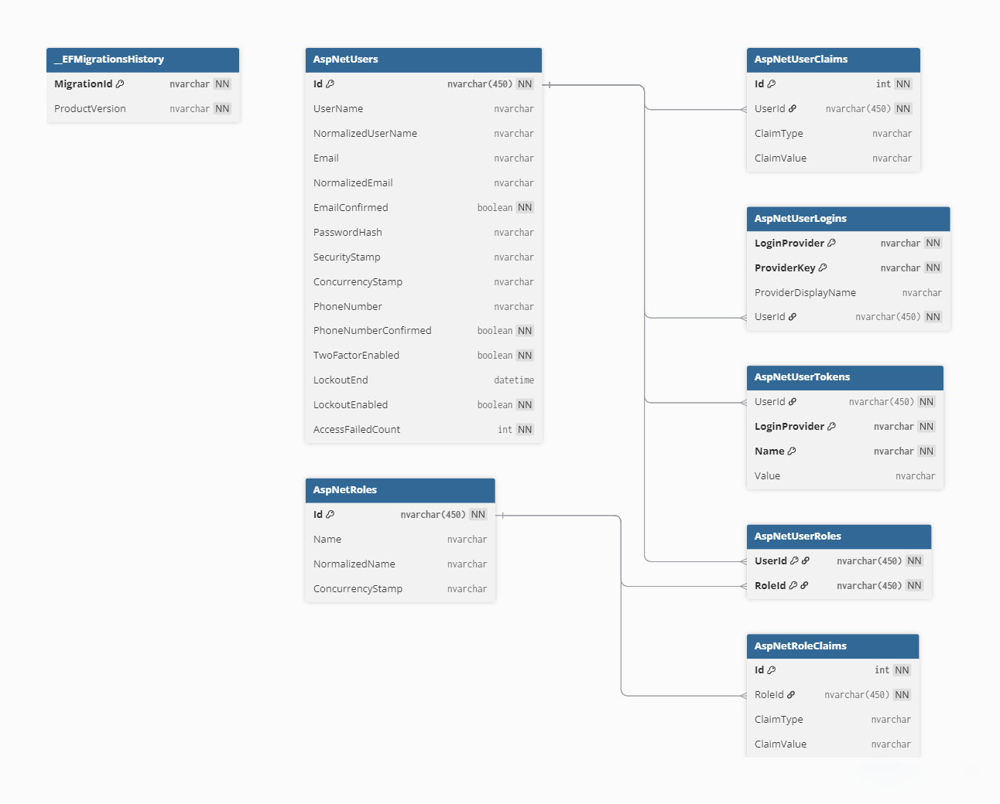 __EFMigrationsHistory
MigrationId nvarchar NN
ProductVersion nvarchar NN
AspNetUsers
Id nvarchar(450) NN
UserName nvarchar
NormalizedUserName nvarchar
Email nvarchar
NormalizedEmail nvarchar
EmailConfirmed boolean NN
PasswordHash nvarchar
SecurityStamp nvarchar
ConcurrencyStamp nvarchar
PhoneNumber nvarchar
PhoneNumberConfirmed boolean NN
TwoFactorEnabled boolean NN
LockoutEnd datetime
LockoutEnabled boolean NN
AccessFailedCount int NN
AspNetRoles
Id nvarchar(450) NN
Name nvarchar
NormalizedName nvarchar
ConcurrencyStamp nvarchar
AspNetUserClaims
Id int NN
UserId nvarchar(450) NN
ClaimType nvarchar
ClaimValue nvarchar
AspNetUserLogins
LoginProvider nvarchar NN
ProviderKey nvarchar NN
ProviderDisplayName nvarchar
UserId nvarchar(450) NN
AspNetUserTokens
UserId nvarchar(450) NN
LoginProvider nvarchar NN
Name nvarchar NN
Value nvarchar
AspNetUserRoles
UserId nvarchar(450) NN
RoleId nvarchar(450) NN
AspNetRoleClaims
Id int NN
RoleId nvarchar(450) NN
ClaimType nvarchar
ClaimValue nvarchar